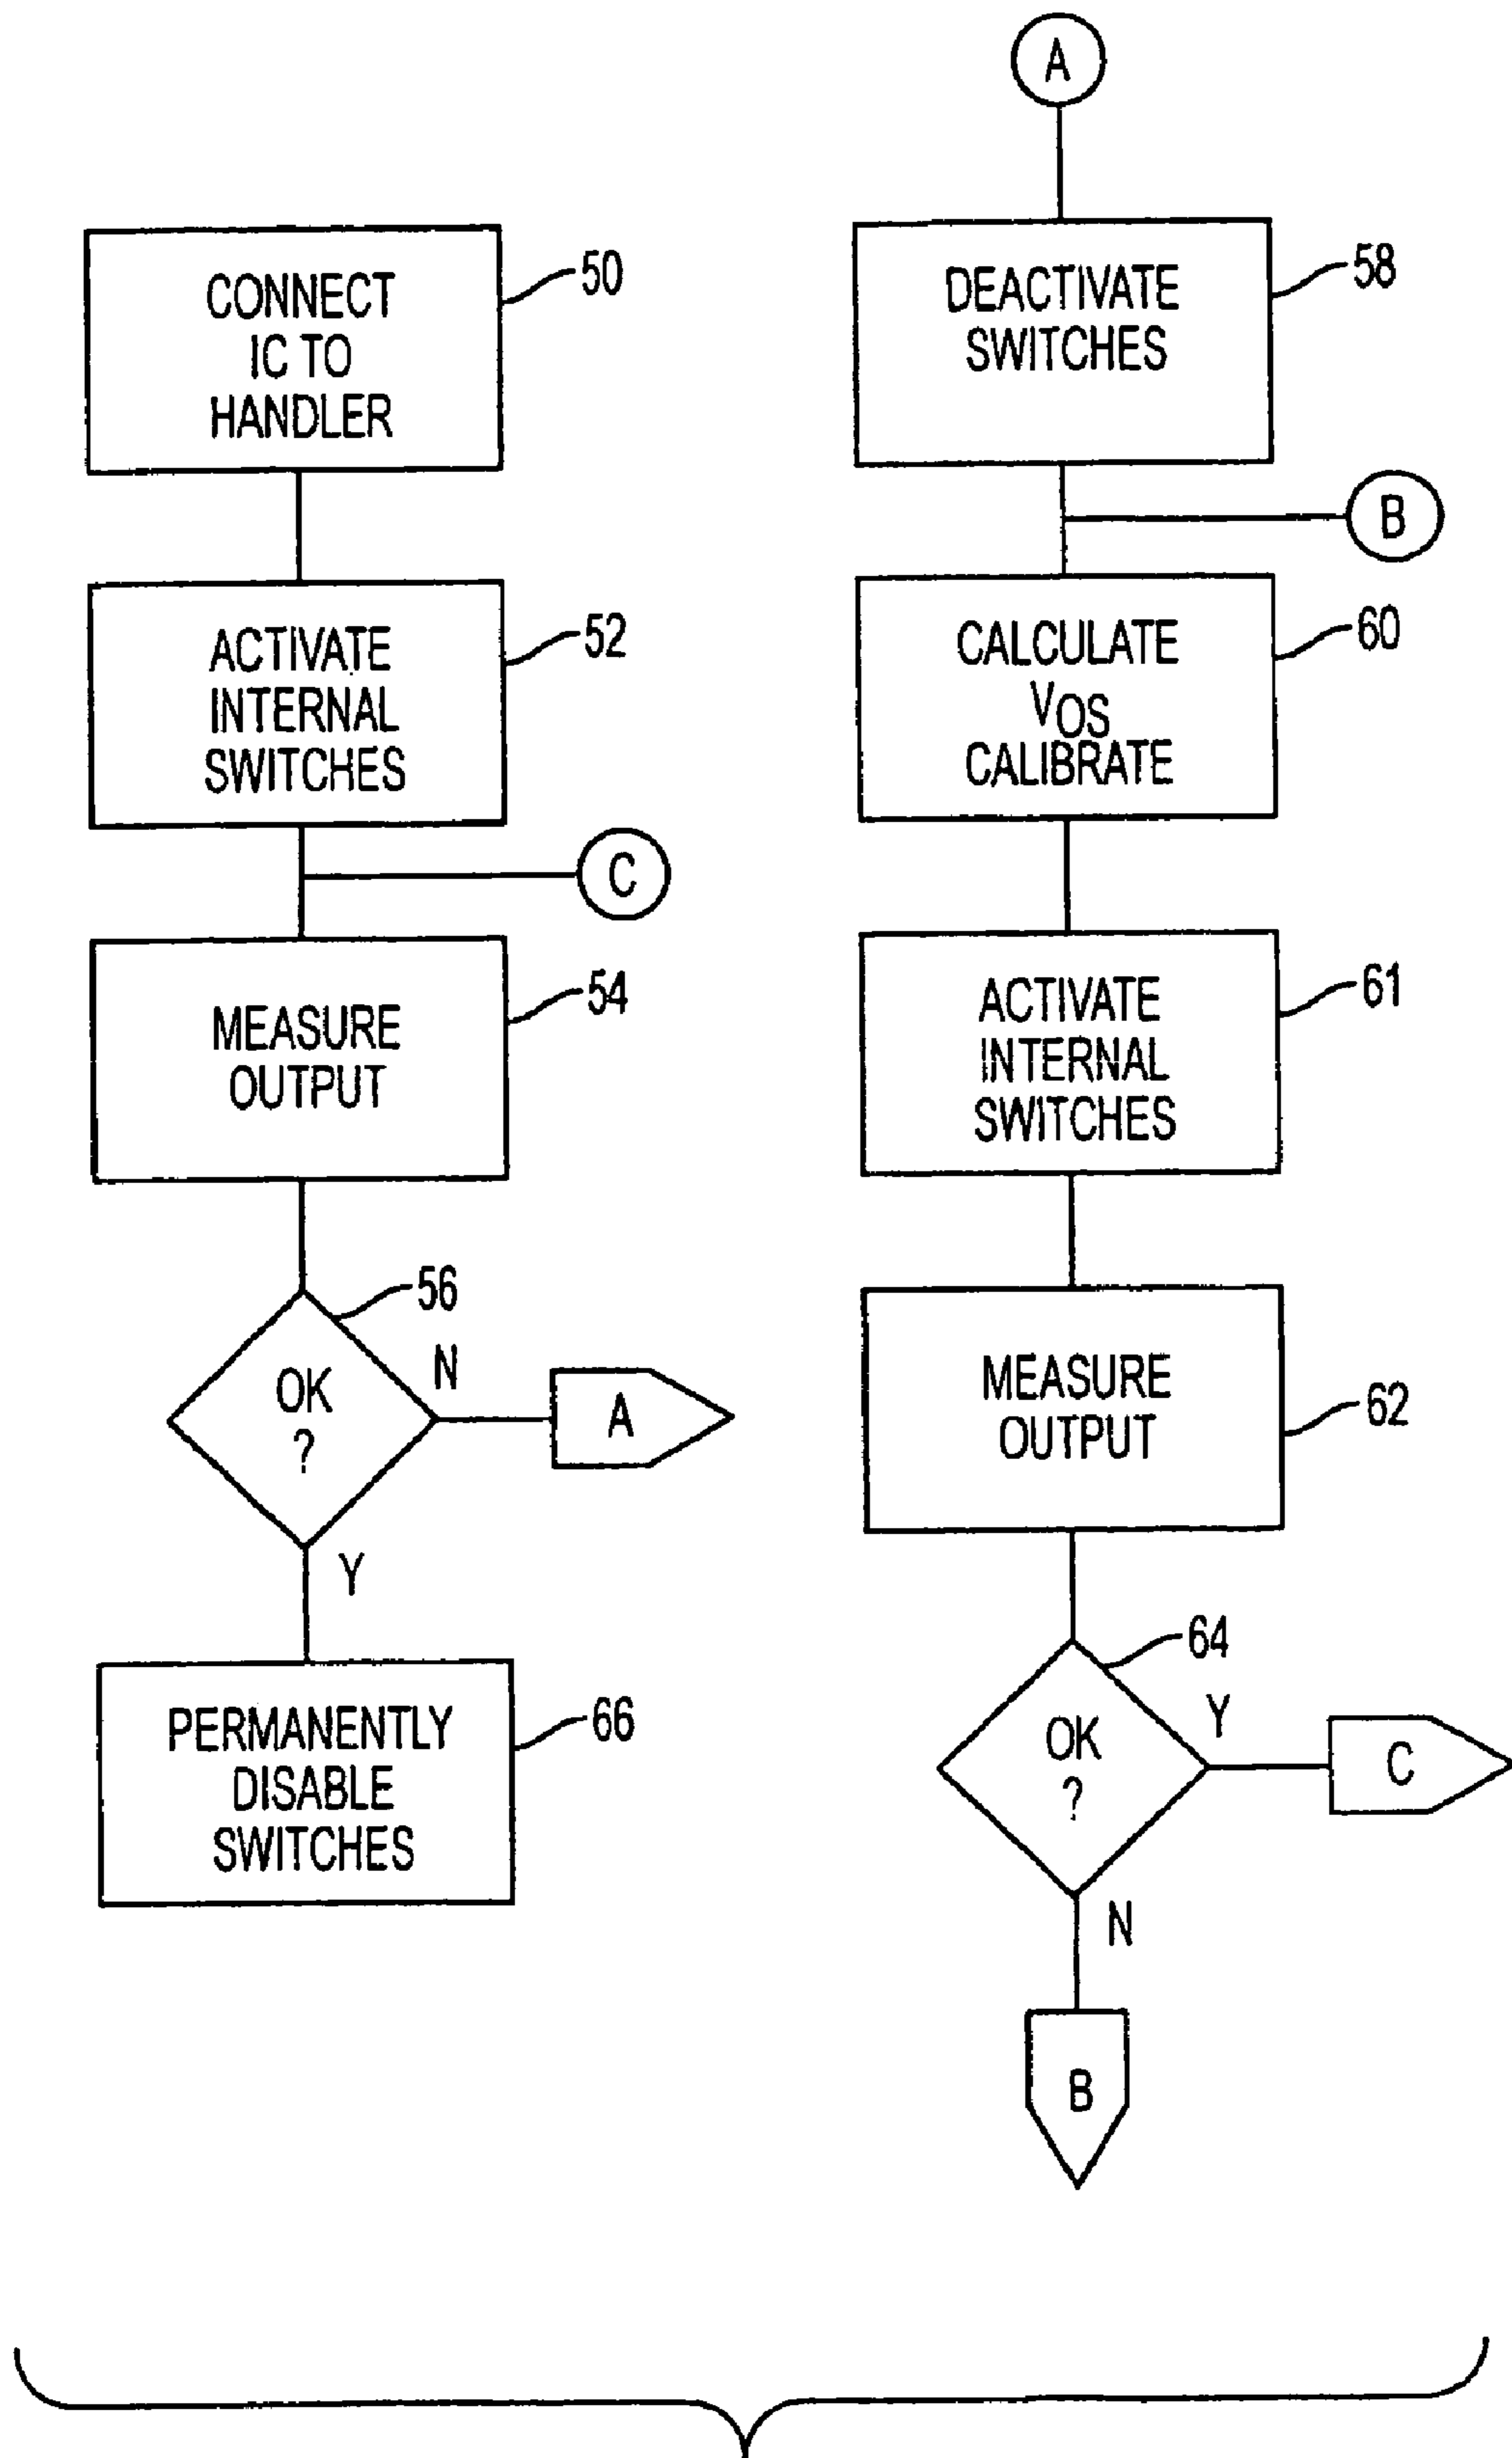 CONNECT
IC TO
HANDLER
50
ACTIVATE
INTERNAL
SWITCHES
52
C
MEASURE
OUTPUT
54
56
OK
?
N
A
Y
PERMANENTLY
DISABLE
SWITCHES
66
A
DEACTIVATE
SWITCHES
58
B
CALCULATE
VOS
CALIBRATE
60
ACTIVATE
INTERNAL
SWITCHES
61
MEASURE
OUTPUT
62
64
OK
?
Y
C
N
B